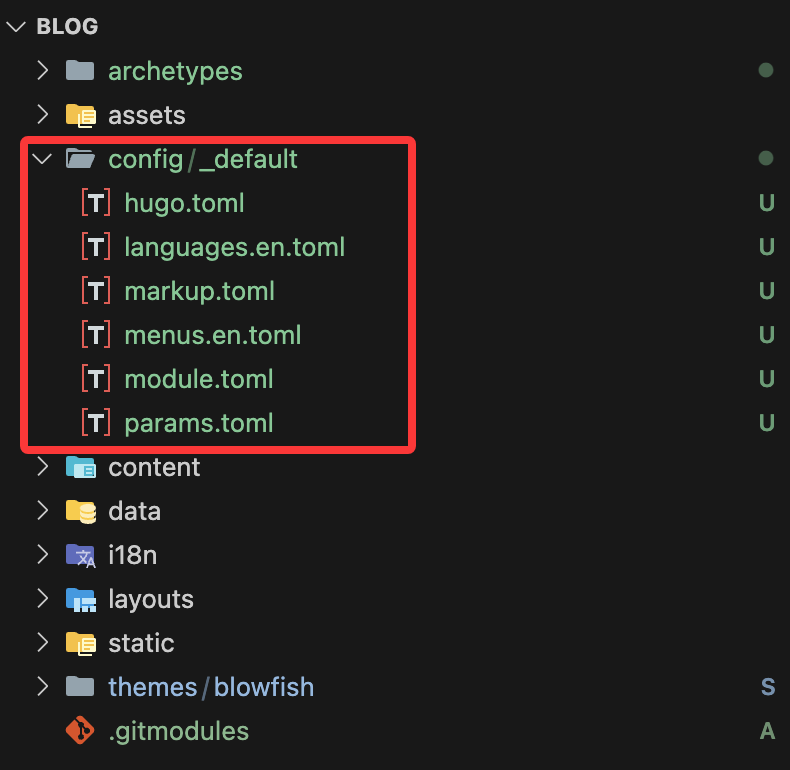 BLOG
archetypes
assets
config/_default
[T] hugo.toml U
[T] languages.en.toml U
[T] markup.toml U
[T] menus.en.toml U
[T] module.toml U
[T] params.toml U
content
data
i18n
layouts
static
themes/blowfish S
.gitmodules A